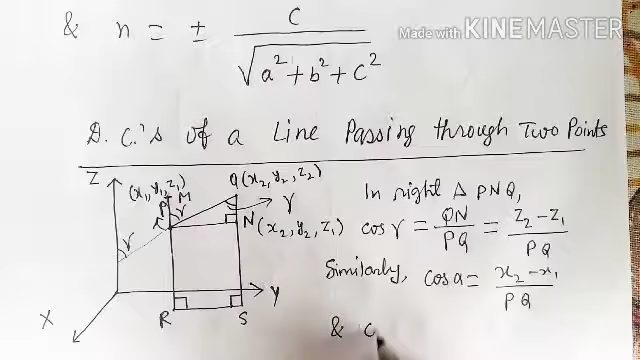 & n = ± c / √(a² + b² + c²)
Made with KINEMASTER
D.C.'s of a Line Passing through Two Points
Z
(x₁, y₁, z₁) M
Q(x₂, y₂, z₂)
P
γ
γ
γ
N(x₂, y₂, z₁)
X
Y
R
S
In right Δ PNQ,
cos γ = QN / PQ = z₂ - z₁ / PQ
Similarly, cos α = x₂ - x₁ / PQ
& c